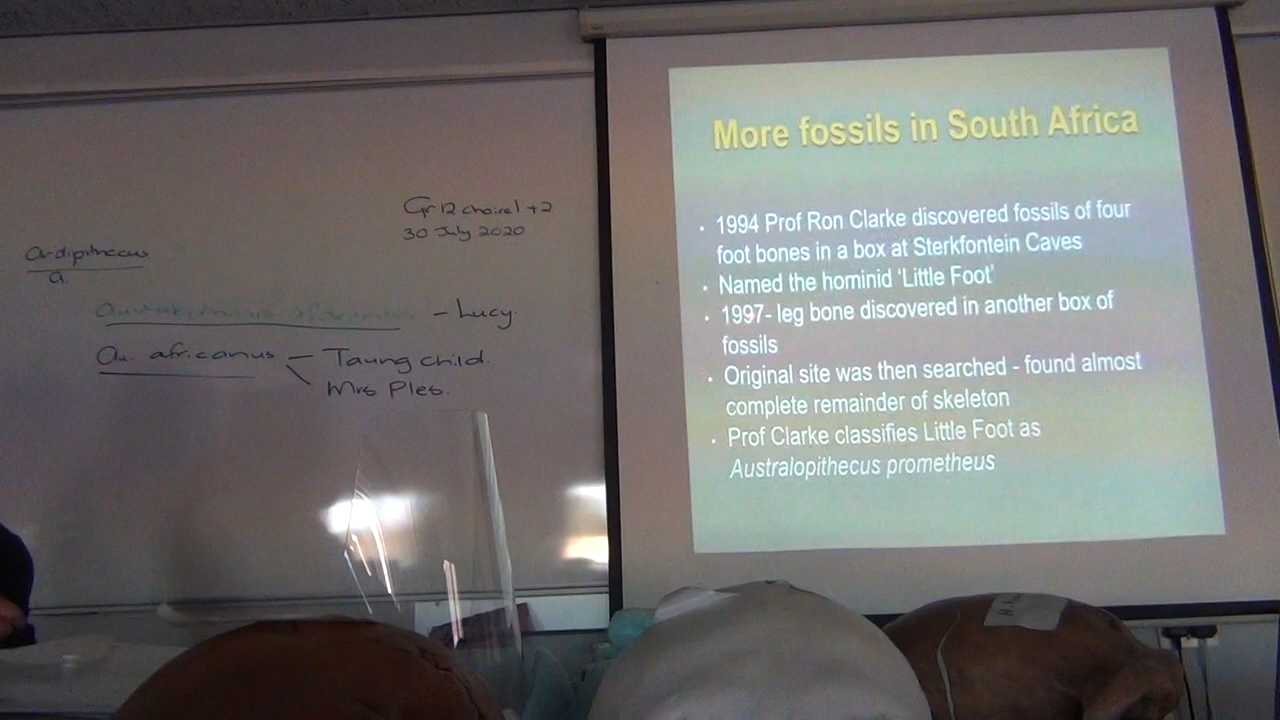 Gr 12 choice 1 + 2
30 July 2020
Ardipithecus
a.
- Lucy.
Au. africanus - Taung child.
Mrs Ples.
More fossils in South Africa
• 1994 Prof Ron Clarke discovered fossils of four
foot bones in a box at Sterkfontein Caves
• Named the hominid ‘Little Foot’
• 1997- leg bone discovered in another box of
fossils
• Original site was then searched - found almost
complete remainder of skeleton
• Prof Clarke classifies Little Foot as
Australopithecus prometheus